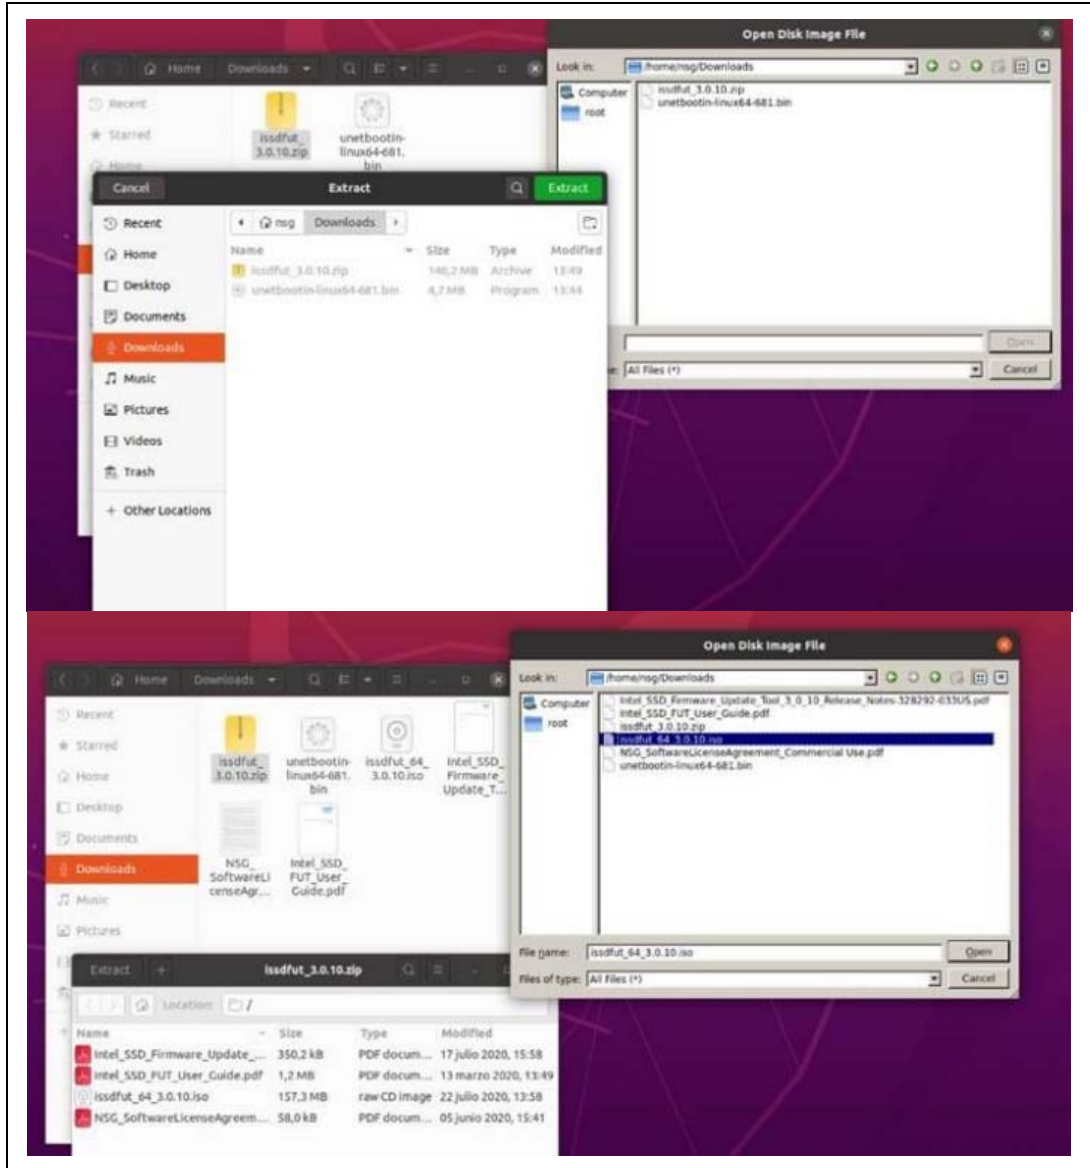 Open Disk Image File
Home Downloads
Look in: /home/nsg/Downloads
Computer
root
issdfut_3.0.10.zip
unetbootin-linux64-681.bin
Recent
Starred
Home
issdfut_
3.0.10.zip
unetbootin-
linux64-681.
bin
Cancel Extract Extract
Recent
Home
Desktop
Documents
Downloads
Music
Pictures
Videos
Trash
+ Other Locations
nsg Downloads
Name Size Type Modified
issdfut_3.0.10.zip 146,2 MB Archive 13:49
unetbootin-linux64-681.bin 4,7 MB Program 13:44
Open
All Files (*) Cancel
Open Disk Image File
Home Downloads
Look in: /home/nsg/Downloads
Computer
root
Intel_SSD_Firmware_Update_Tool_3_0_10_Release_Notes-328292-033US.pdf
Intel_SSD_FUT_User_Guide.pdf
issdfut_3.0.10.zip
issdfut_64_3.0.10.iso
NSG_SoftwareLicenseAgreement_Commercial Use.pdf
unetbootin-linux64-681.bin
File name: issdfut_64_3.0.10.iso Open
Files of type: All Files (*) Cancel
Recent
Starred
Home
Desktop
Documents
Downloads
Music
Pictures
issdfut_
3.0.10.zip
unetbootin-
linux64-681.
bin
issdfut_64_
3.0.10.iso
Intel_SSD_
Firmware_
Update_T...
NSG_
SoftwareLi
censeAgr...
Intel_SSD_
FUT_User_
Guide.pdf
Extract + issdfut_3.0.10.zip
Location: /
Name Size Type Modified
Intel_SSD_Firmware_Update_... 350,2 kB PDF docum... 17 julio 2020, 15:58
Intel_SSD_FUT_User_Guide.pdf 1,2 MB PDF docum... 13 marzo 2020, 13:49
issdfut_64_3.0.10.iso 157,3 MB raw CD image 22 julio 2020, 13:58
NSG_SoftwareLicenseAgreem... 58,0 kB PDF docum... 05 junio 2020, 15:41